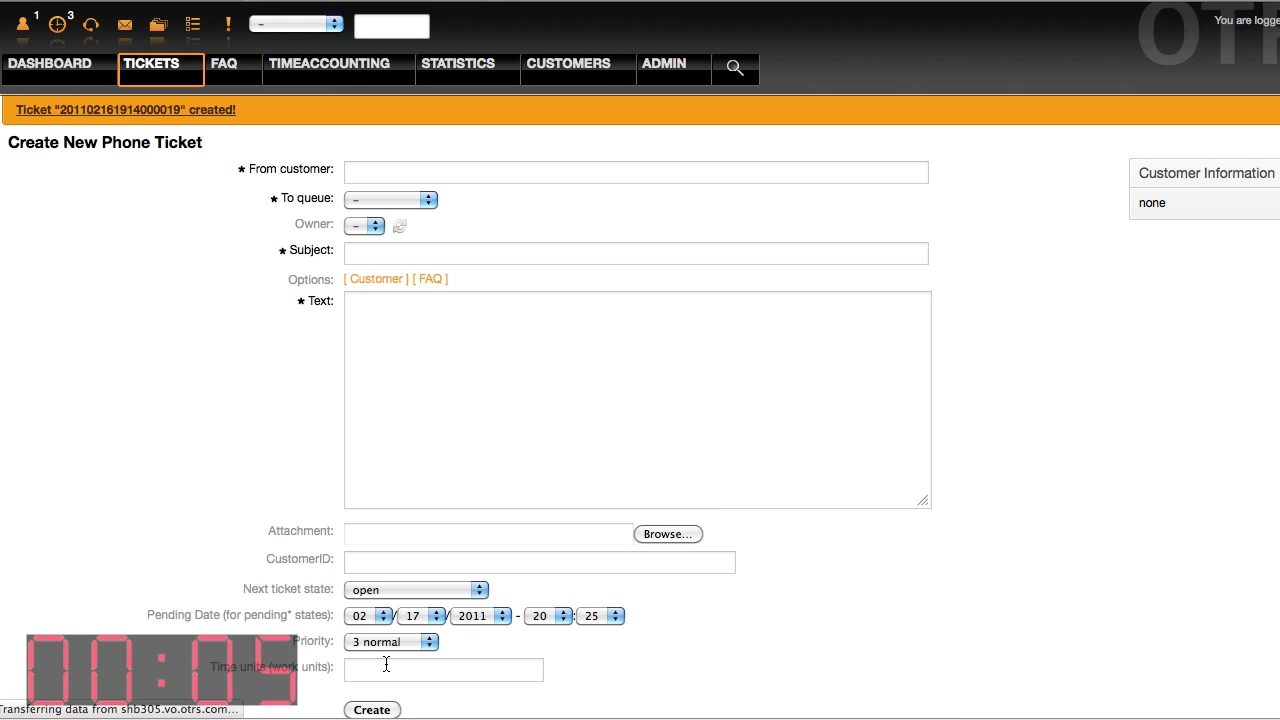 1
3
–
You are logge
DASHBOARD TICKETS FAQ TIMEACCOUNTING STATISTICS CUSTOMERS ADMIN
Ticket "201102161914000019" created!
Create New Phone Ticket
* From customer:
Customer Information
none
* To queue: –
Owner: –
* Subject:
Options: [ Customer ] [ FAQ ]
* Text:
Attachment: Browse...
CustomerID:
Next ticket state: open
Pending Date (for pending* states): 02 / 17 / 2011 - 20 : 25
Priority: 3 normal
Time units (work units):
00:05
Transferring data from shb305.vo.otrs.com...
Create